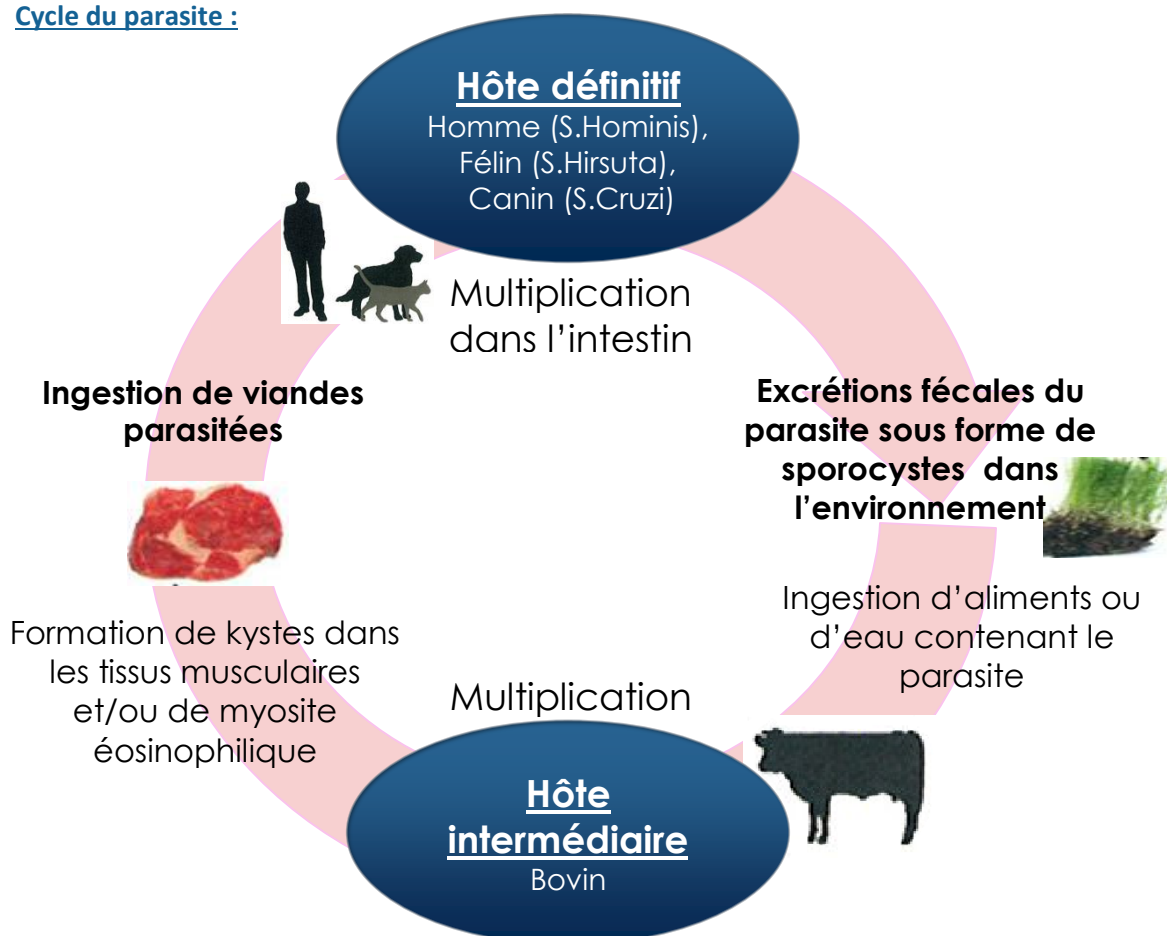 Cycle du parasite :
Hôte définitif
Homme (S.Hominis),
Félin (S.Hirsuta),
Canin (S.Cruzi)
Multiplication
dans l’intestin
Ingestion de viandes
parasitées
Excrétions fécales du
parasite sous forme de
sporocystes dans
l’environnement
Ingestion d’aliments ou
d’eau contenant le
parasite
Formation de kystes dans
les tissus musculaires
et/ou de myosite
éosinophilique
Multiplication
Hôte
intermédiaire
Bovin